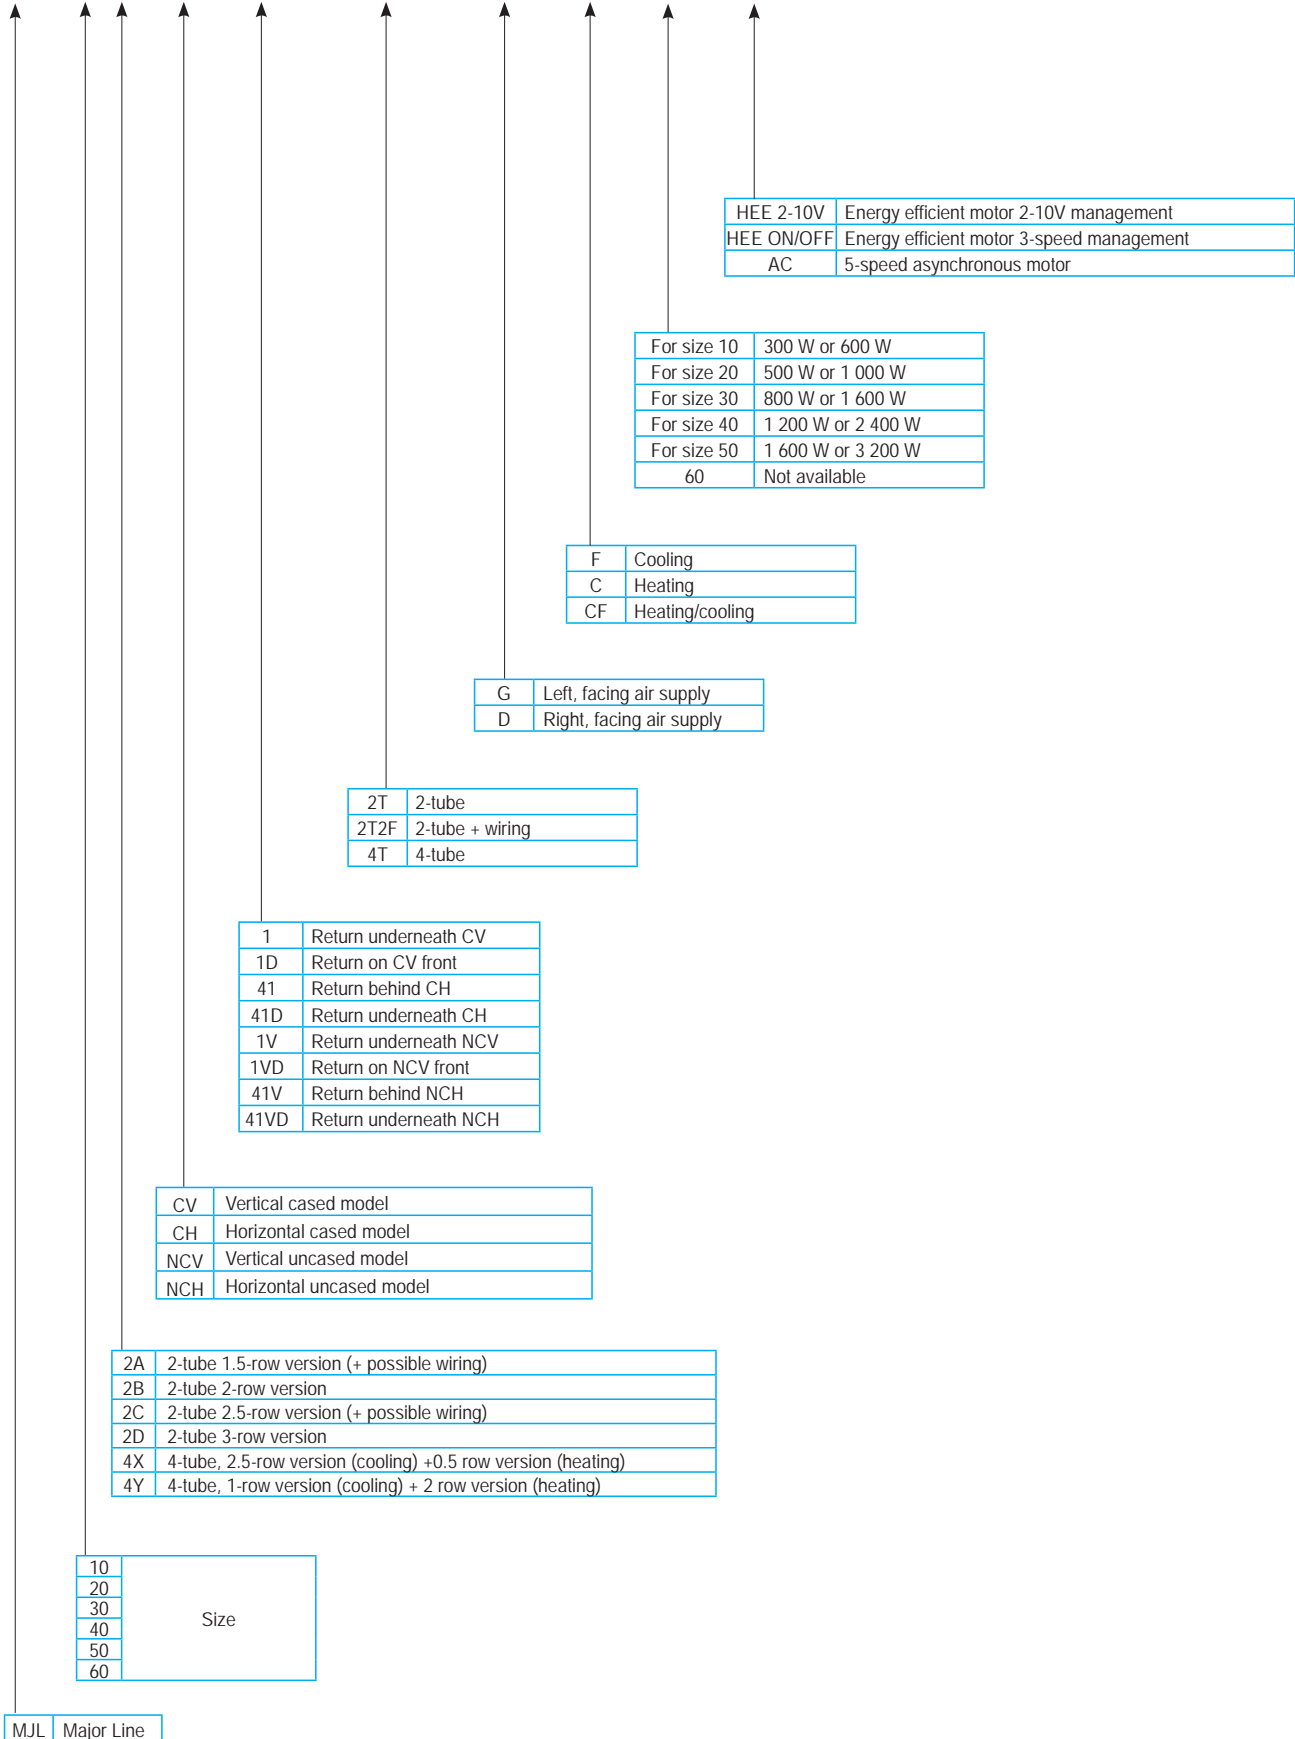 HEE 2-10V Energy efficient motor 2-10V management
HEE ON/OFF Energy efficient motor 3-speed management
AC 5-speed asynchronous motor
For size 10 300 W or 600 W
For size 20 500 W or 1 000 W
For size 30 800 W or 1 600 W
For size 40 1 200 W or 2 400 W
For size 50 1 600 W or 3 200 W
60 Not available
F Cooling
C Heating
CF Heating/cooling
G Left, facing air supply
D Right, facing air supply
2T 2-tube
2T2F 2-tube + wiring
4T 4-tube
1 Return underneath CV
1D Return on CV front
41 Return behind CH
41D Return underneath CH
1V Return underneath NCV
1VD Return on NCV front
41V Return behind NCH
41VD Return underneath NCH
CV Vertical cased model
CH Horizontal cased model
NCV Vertical uncased model
NCH Horizontal uncased model
2A 2-tube 1.5-row version (+ possible wiring)
2B 2-tube 2-row version
2C 2-tube 2.5-row version (+ possible wiring)
2D 2-tube 3-row version
4X 4-tube, 2.5-row version (cooling) +0.5 row version (heating)
4Y 4-tube, 1-row version (cooling) + 2 row version (heating)
10
20
30
40
50
60
Size
MJL Major Line